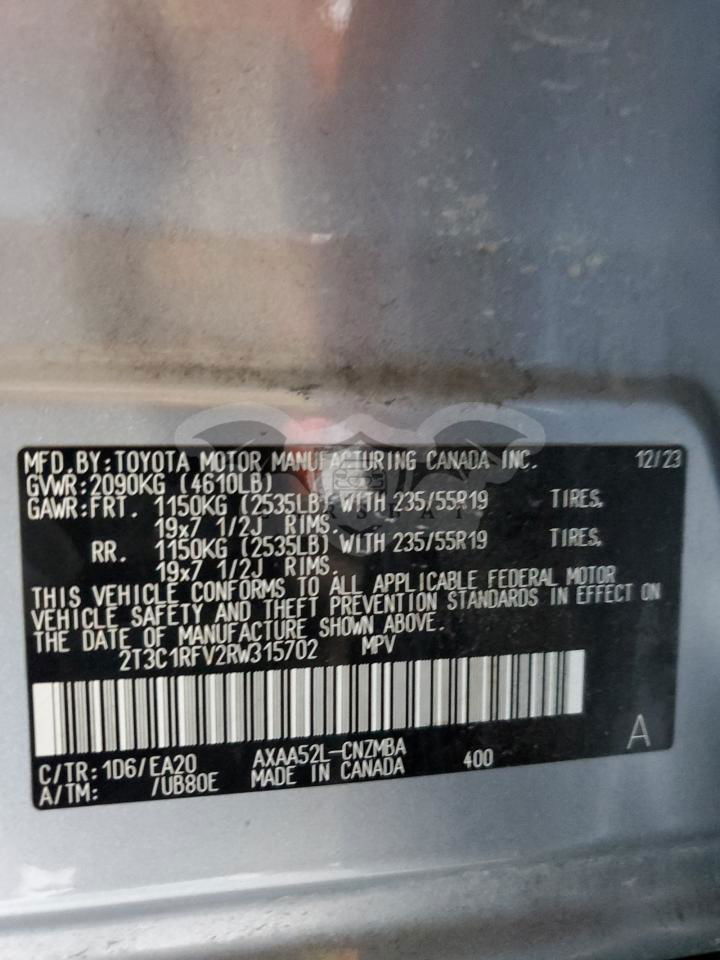 MFD.BY:TOYOTA MOTOR MANUFACTURING CANADA INC. 12/23
GVWR:2090KG (4610LB)
GAWR:FRT. 1150KG (2535LB) WITH 235/55R19 TIRES,
19x7 1/2J RIMS.
RR. 1150KG (2535LB) WITH 235/55R19 TIRES,
19x7 1/2J RIMS.
THIS VEHICLE CONFORMS TO ALL APPLICABLE FEDERAL MOTOR
VEHICLE SAFETY AND THEFT PREVENTION STANDARDS IN EFFECT ON
THE DATE OF MANUFACTURE SHOWN ABOVE.
2T3C1RFV2RW315702 MPV
A
C/TR:1D6/EA20 AXAA52L-CNZMBA 400
A/TM: /UB80E MADE IN CANADA